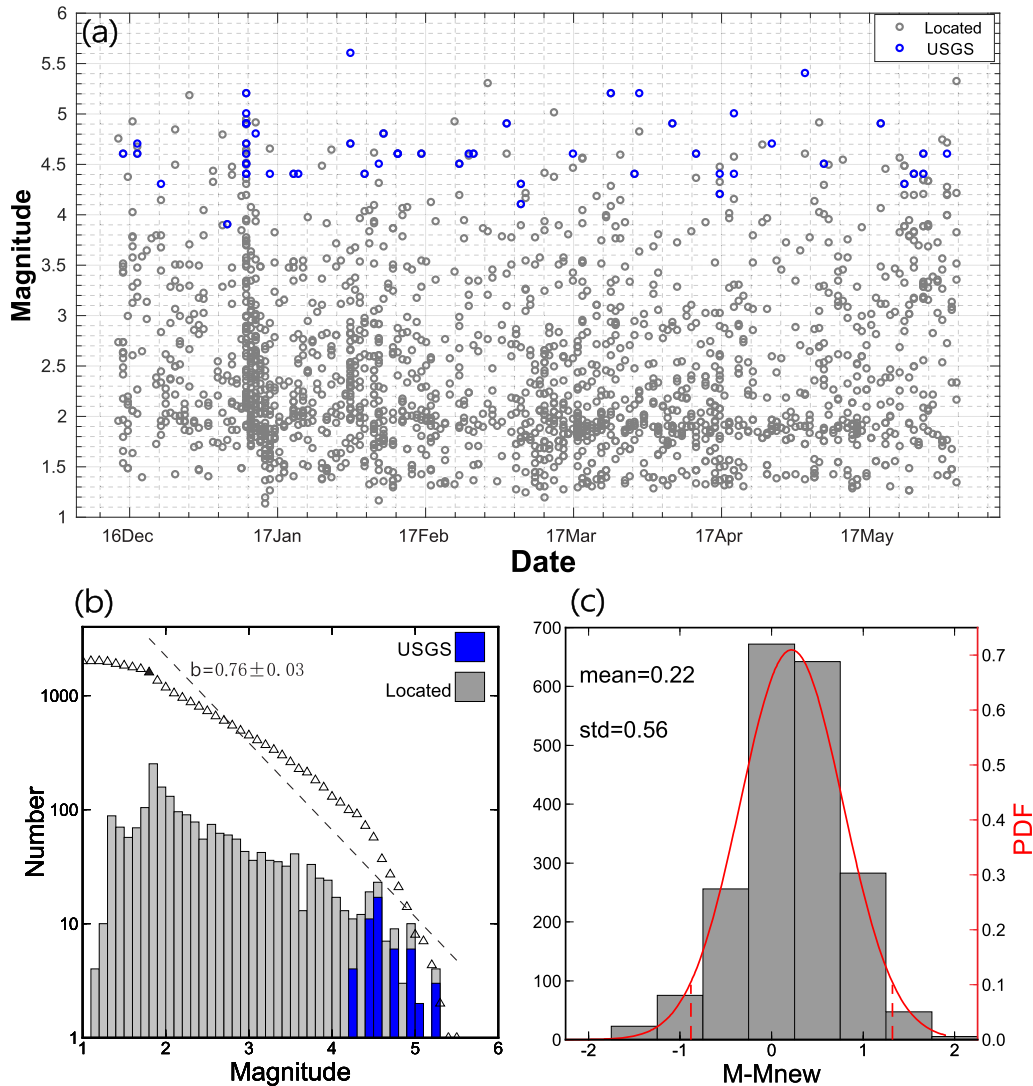 (a)
Located
USGS
6
5.5
5
4.5
4
3.5
3
2.5
2
1.5
1
Magnitude
16Dec 17Jan 17Feb 17Mar 17Apr 17May
Date
(b)
USGS
Located
b=0.76±0.03
1000
100
10
1
Number
1 2 3 4 5 6
Magnitude
(c)
mean=0.22
std=0.56
700
600
500
400
300
200
100
0
0.7
0.6
0.5
0.4
0.3
0.2
0.1
0.0
PDF
-2 -1 0 1 2
M-Mnew